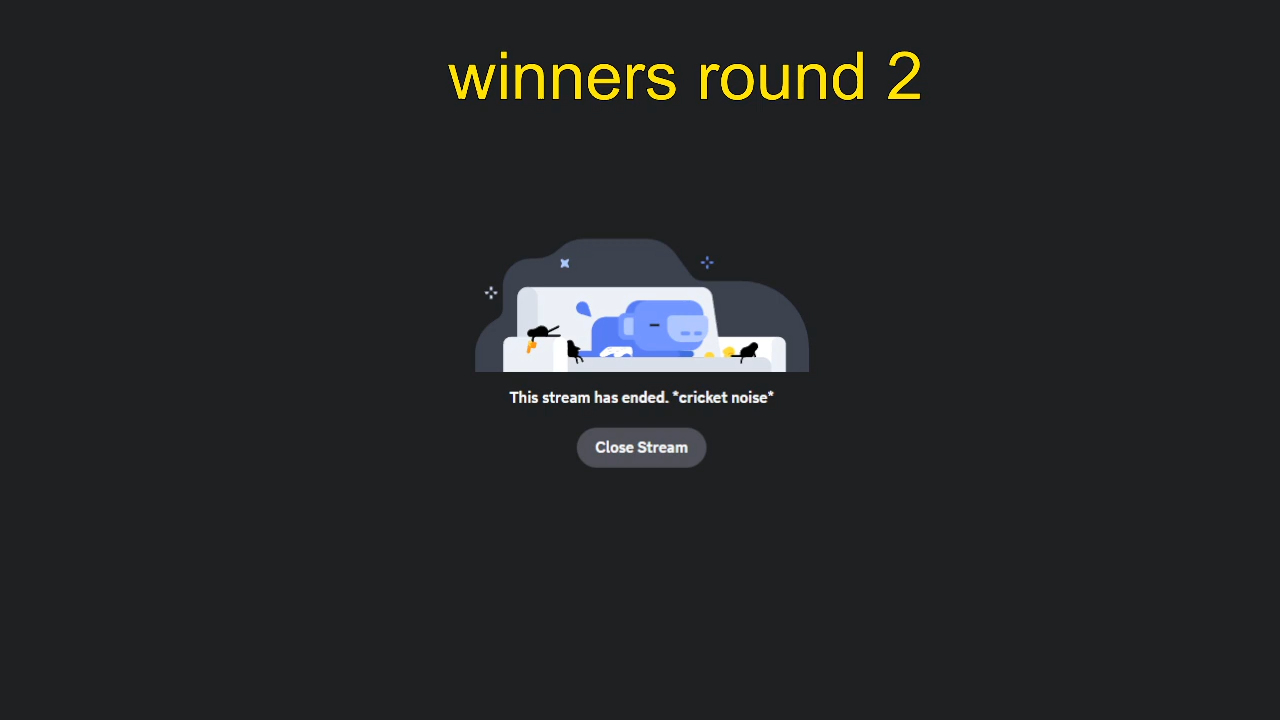 winners round 2
This stream has ended. *cricket noise*
Close Stream